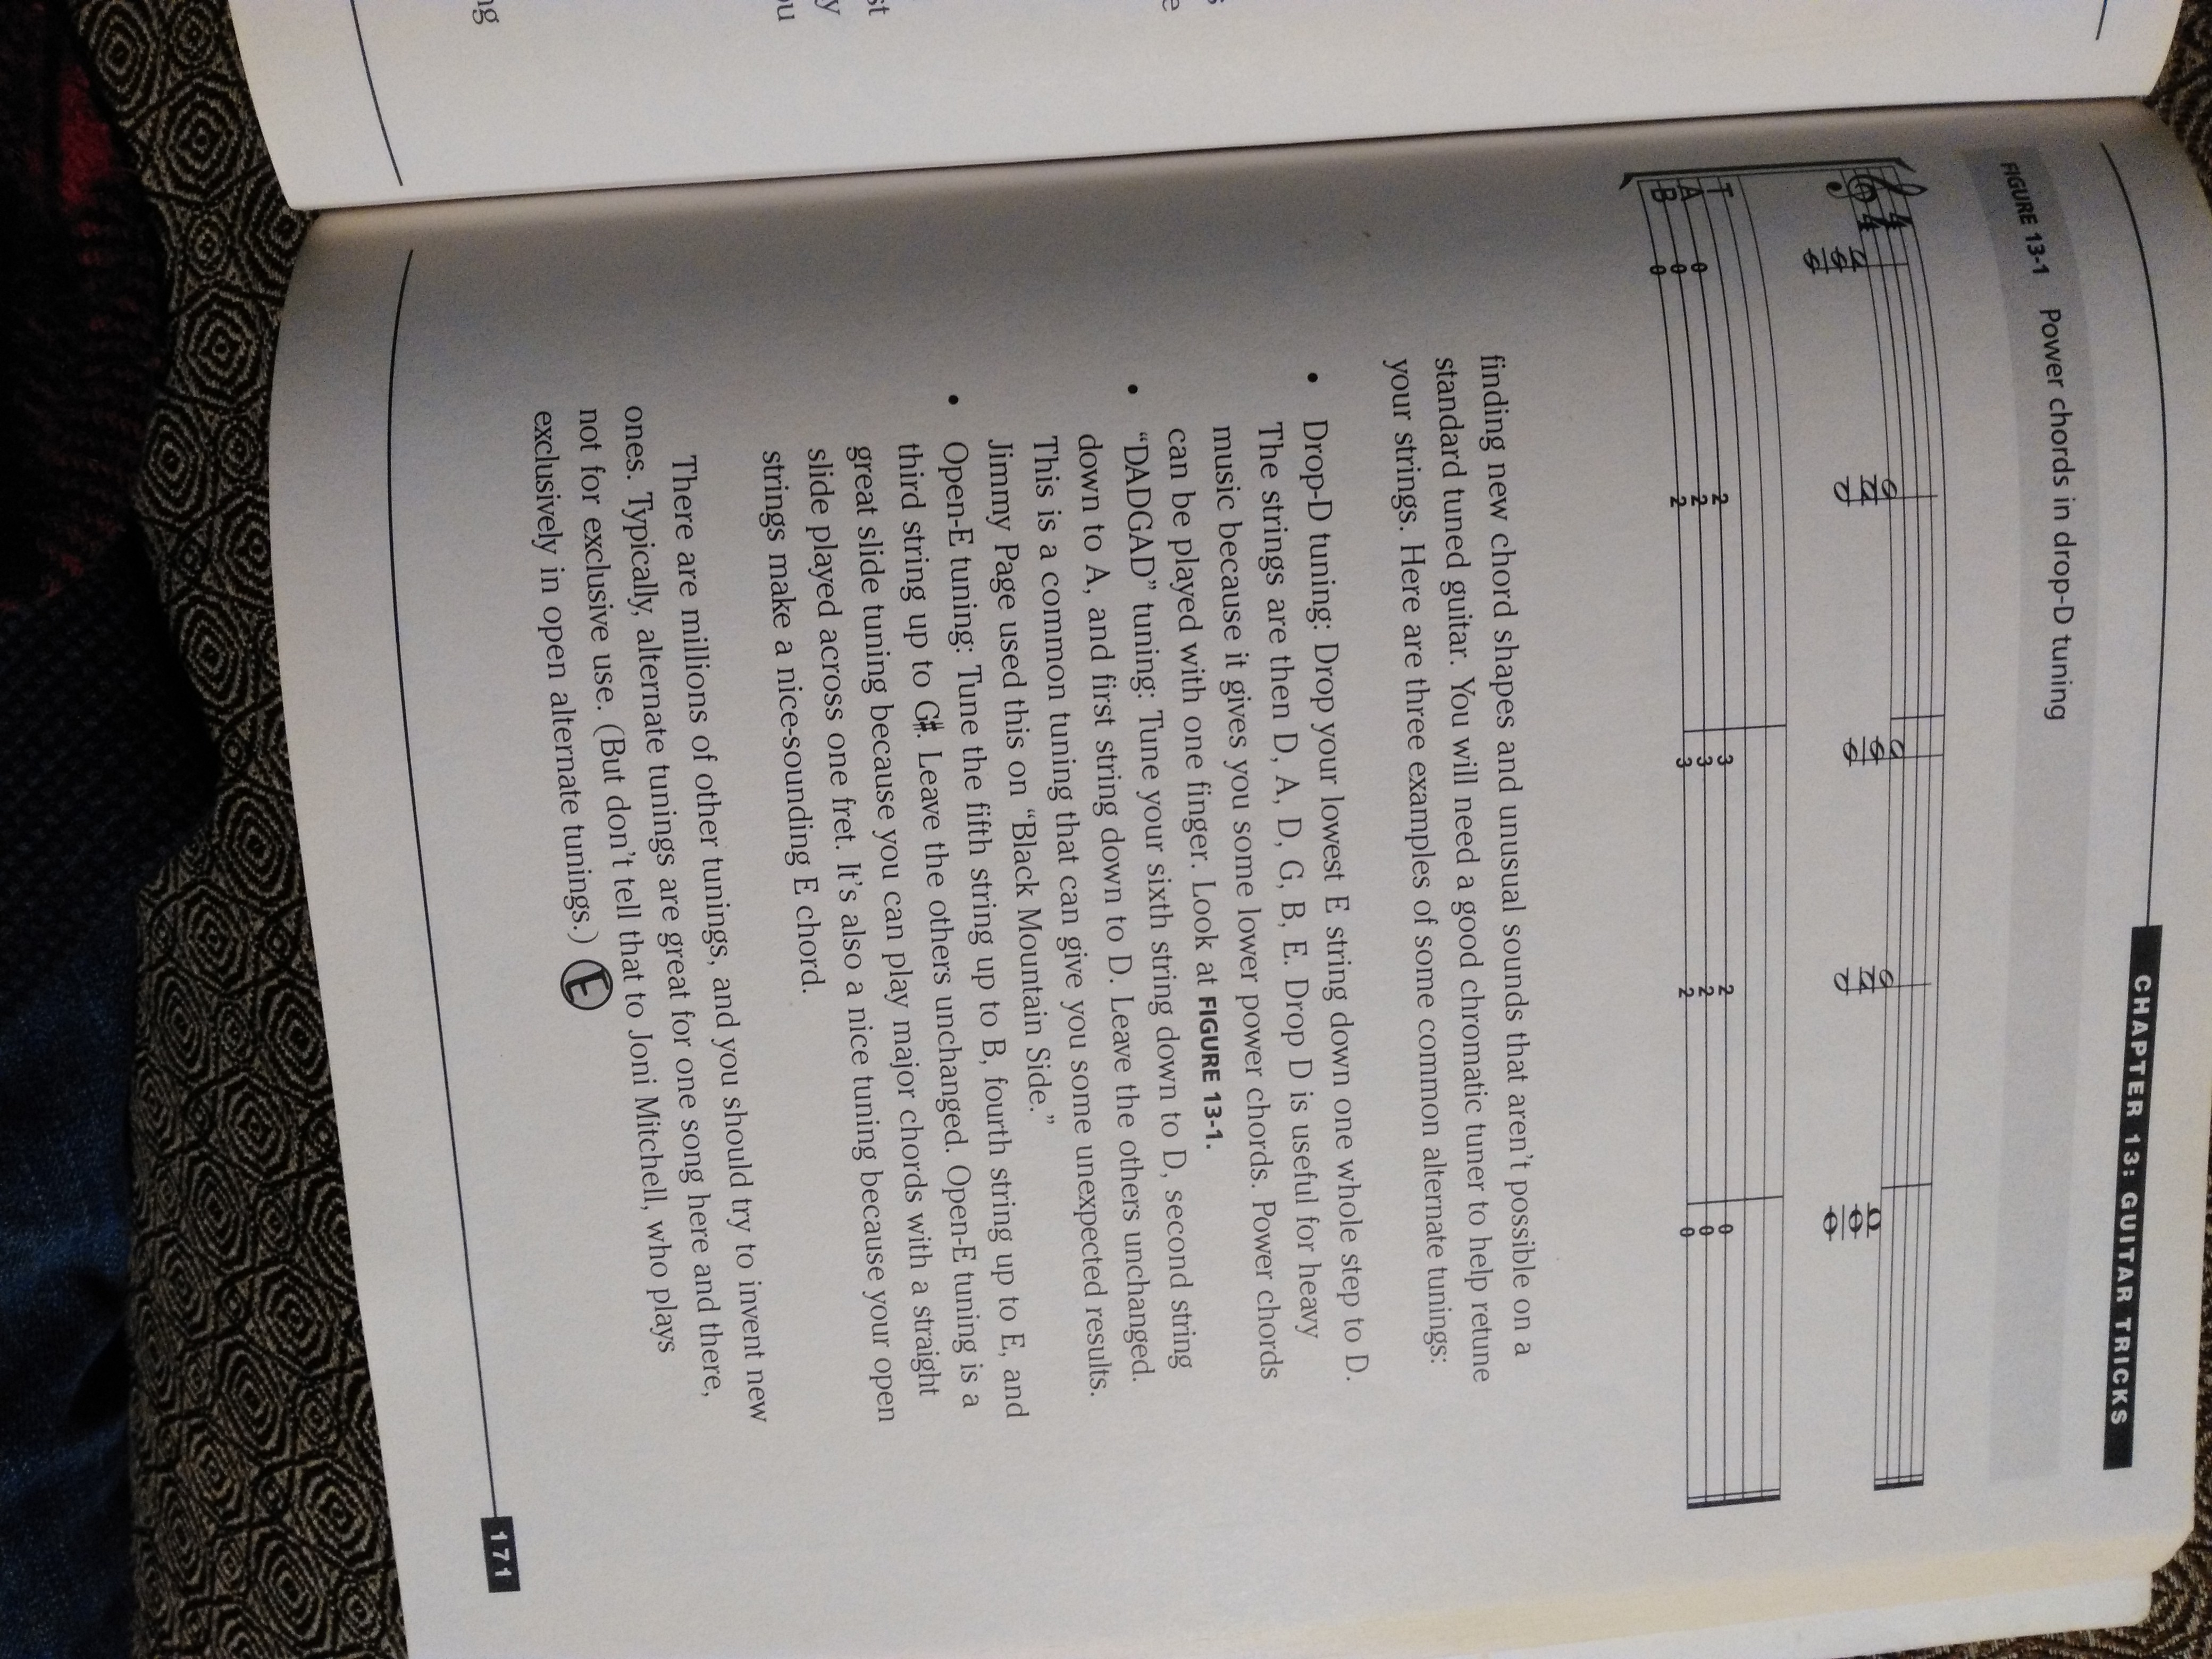 CHAPTER 13: GUITAR TRICKS
FIGURE 13-1 Power chords in drop-D tuning
4
4
T
A
B
0 2 3 2 0
0 2 3 2 0
0 2 3 2 0
finding new chord shapes and unusual sounds that aren't possible on a
standard tuned guitar. You will need a good chromatic tuner to help retune
your strings. Here are three examples of some common alternate tunings:
• Drop-D tuning: Drop your lowest E string down one whole step to D.
The strings are then D, A, D, G, B, E. Drop D is useful for heavy
music because it gives you some lower power chords. Power chords
can be played with one finger. Look at FIGURE 13-1.
• “DADGAD” tuning: Tune your sixth string down to D, second string
down to A, and first string down to D. Leave the others unchanged.
This is a common tuning that can give you some unexpected results.
Jimmy Page used this on “Black Mountain Side.”
• Open-E tuning: Tune the fifth string up to B, fourth string up to E, and
third string up to G#. Leave the others unchanged. Open-E tuning is a
great slide tuning because you can play major chords with a straight
slide played across one fret. It's also a nice tuning because your open
strings make a nice-sounding E chord.
There are millions of other tunings, and you should try to invent new
ones. Typically, alternate tunings are great for one song here and there,
not for exclusive use. (But don't tell that to Joni Mitchell, who plays
exclusively in open alternate tunings.) E
171